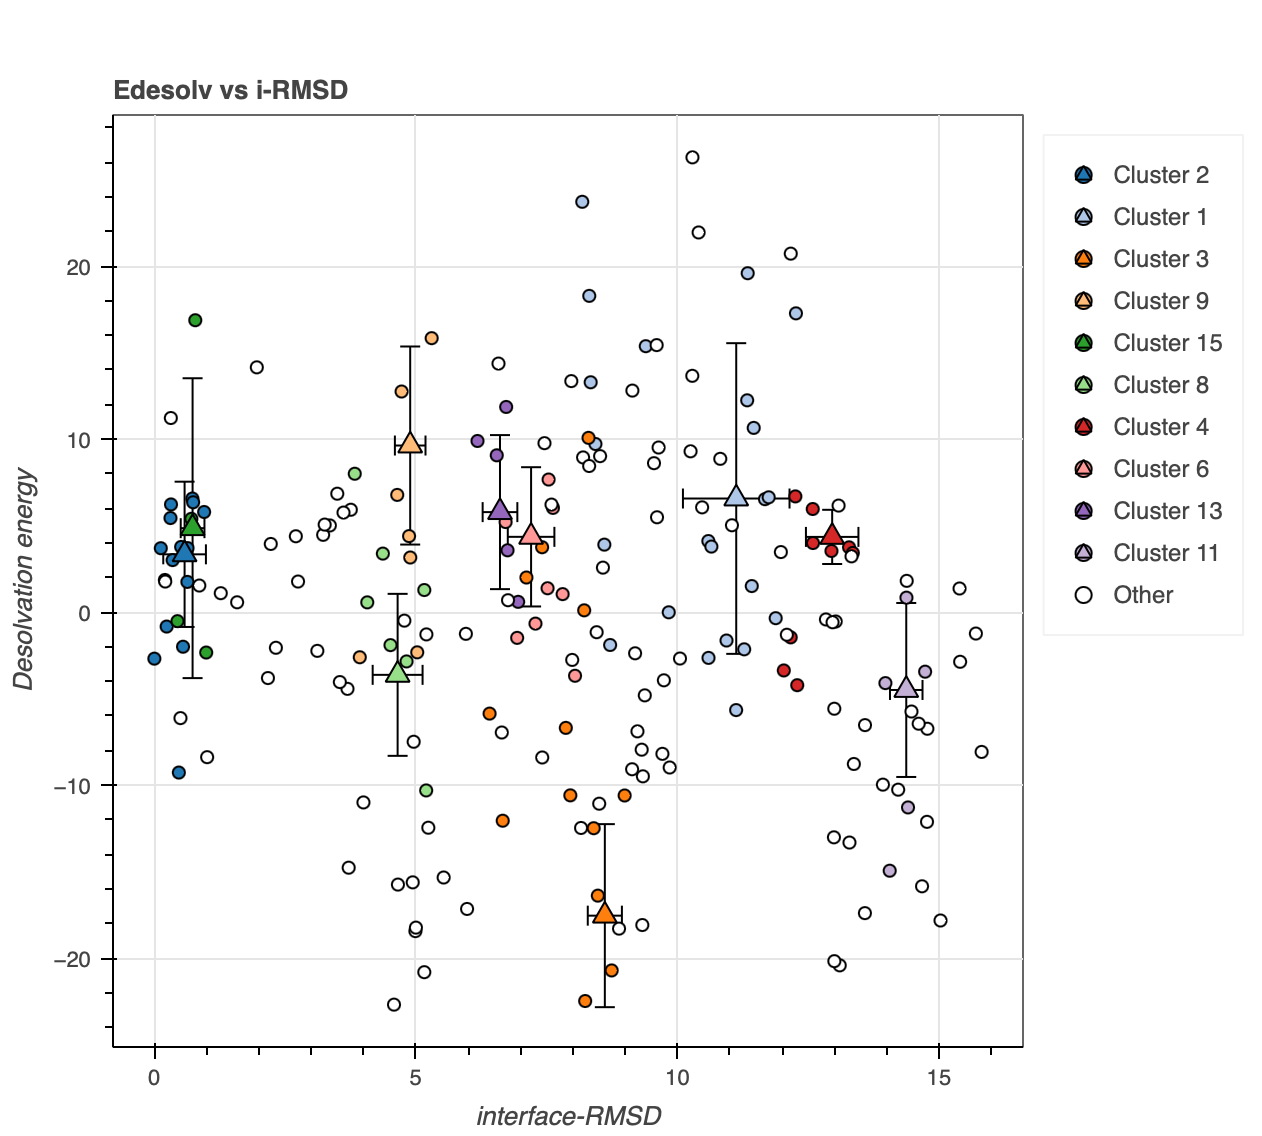 Edesolv vs i-RMSD
Desolvation energy
20
10
0
−10
−20
0
5
10
15
interface-RMSD
Cluster 2
Cluster 1
Cluster 3
Cluster 9
Cluster 15
Cluster 8
Cluster 4
Cluster 6
Cluster 13
Cluster 11
Other